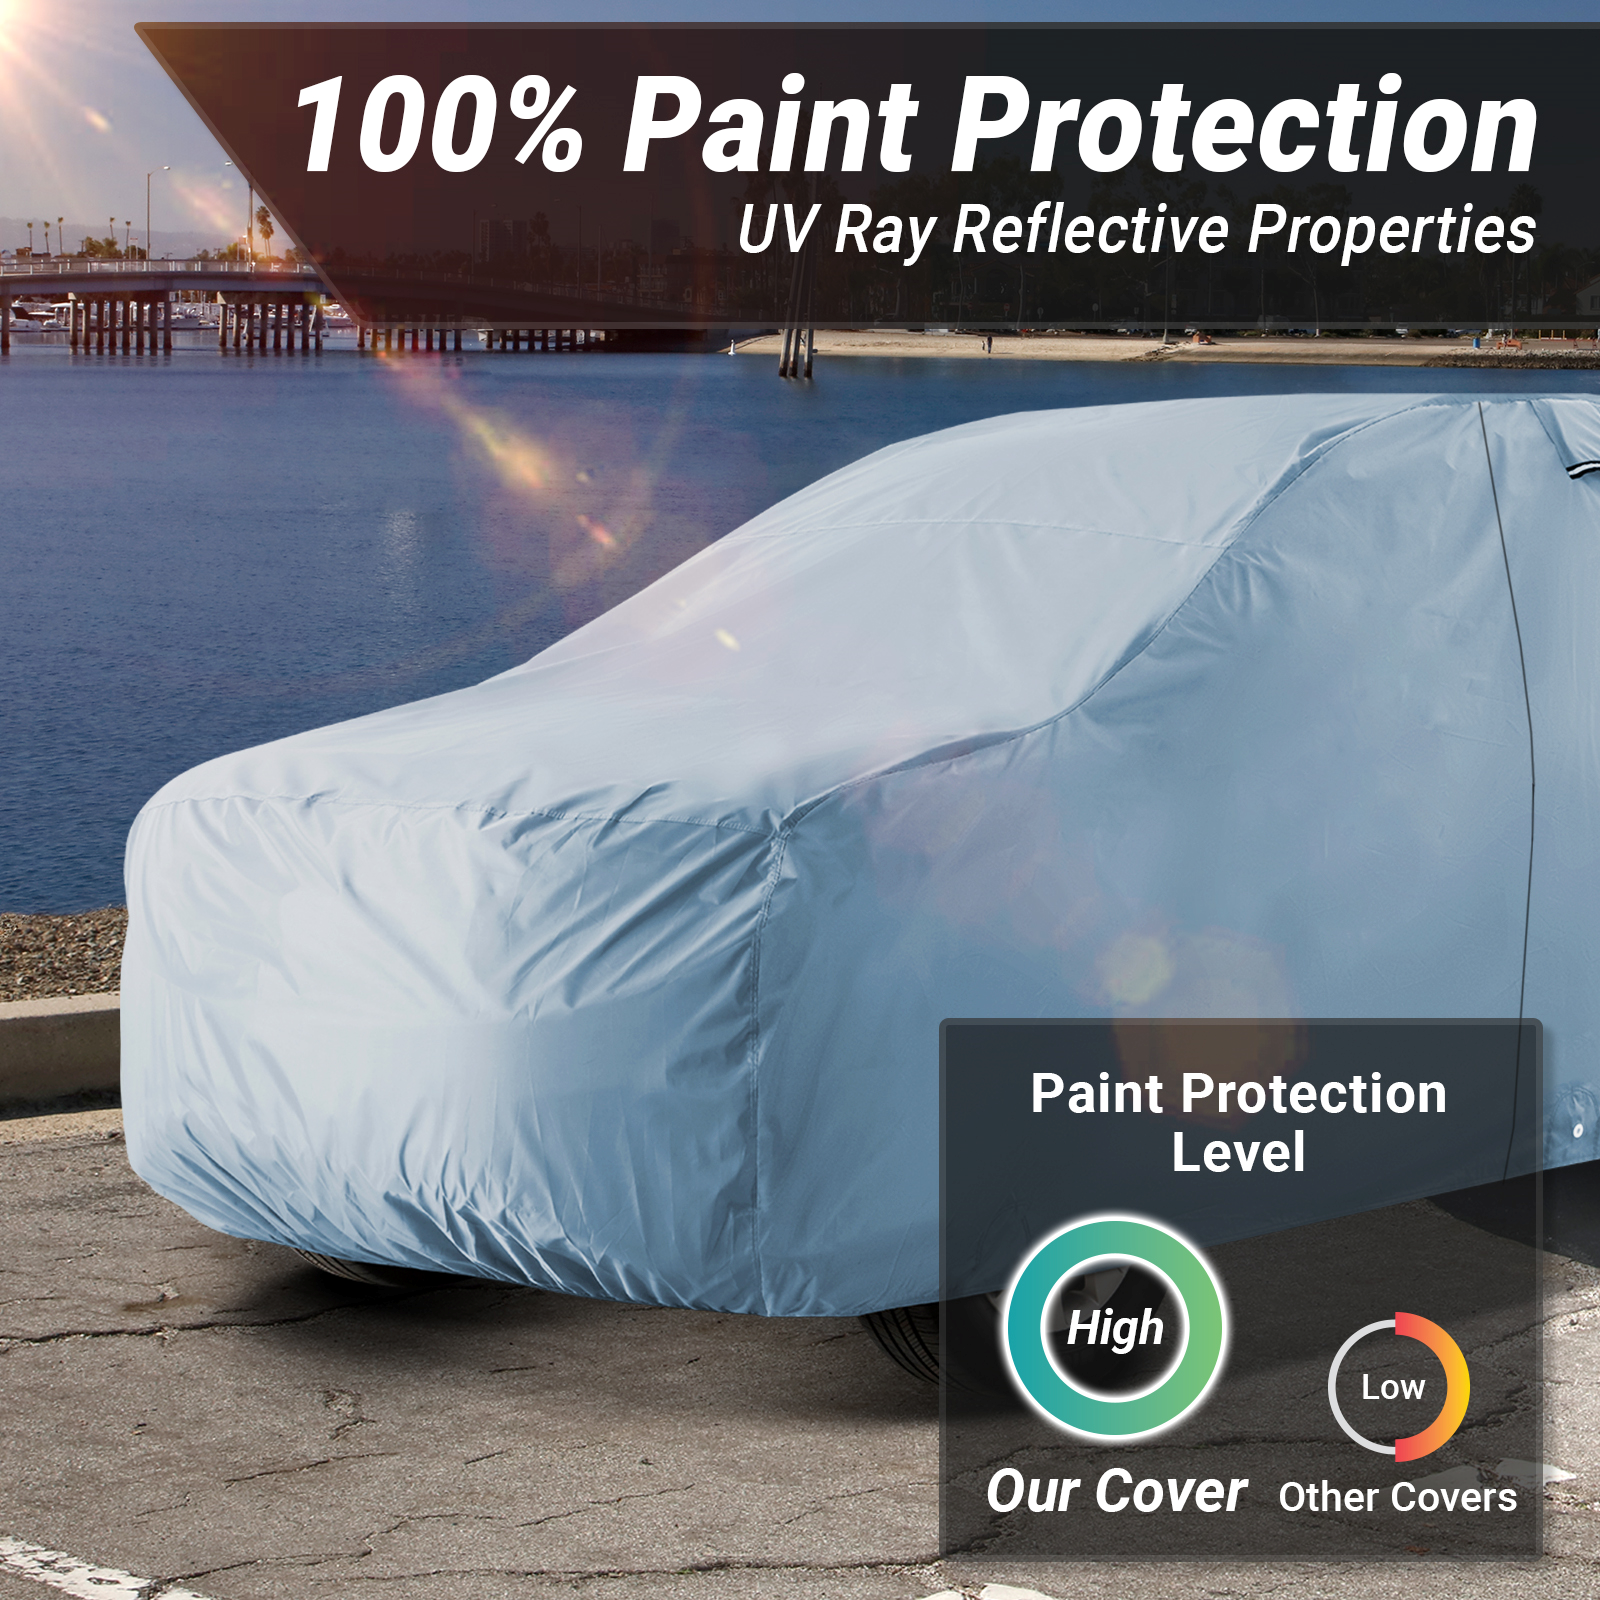 100% Paint Protection
UV Ray Reflective Properties
Paint Protection
Level
High
Low
Our Cover
Other Covers